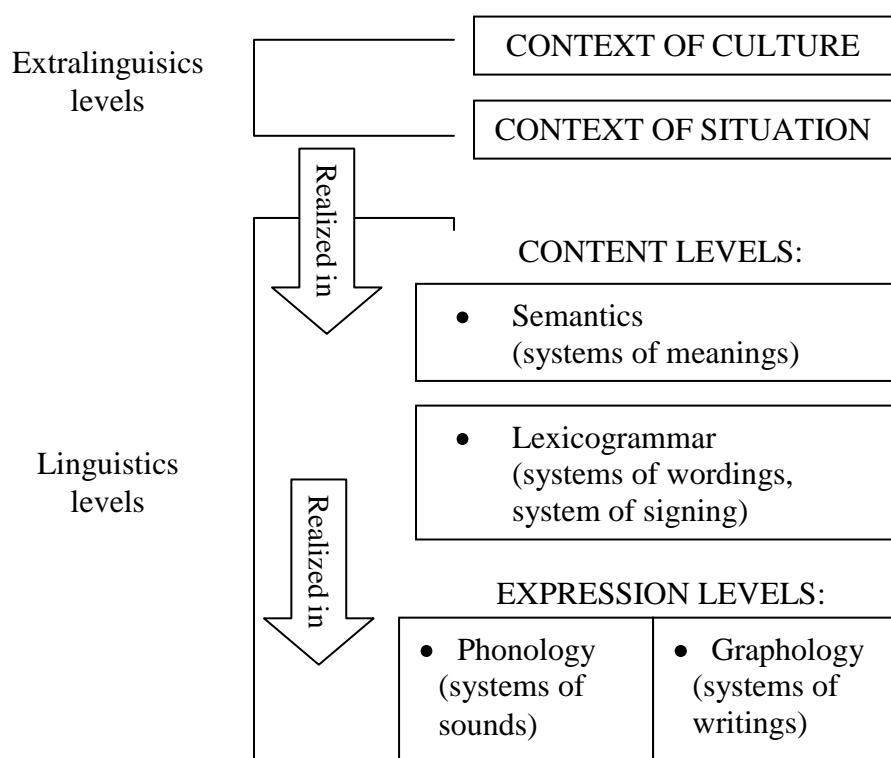 CONTEXT OF CULTURE
Extralinguisics
levels
CONTEXT OF SITUATION
Realized in
CONTENT LEVELS:
• Semantics
(systems of meanings)
• Lexicogrammar
(systems of wordings,
system of signing)
Linguistics
levels
Realized in
EXPRESSION LEVELS:
• Phonology
(systems of
sounds)
• Graphology
(systems of
writings)